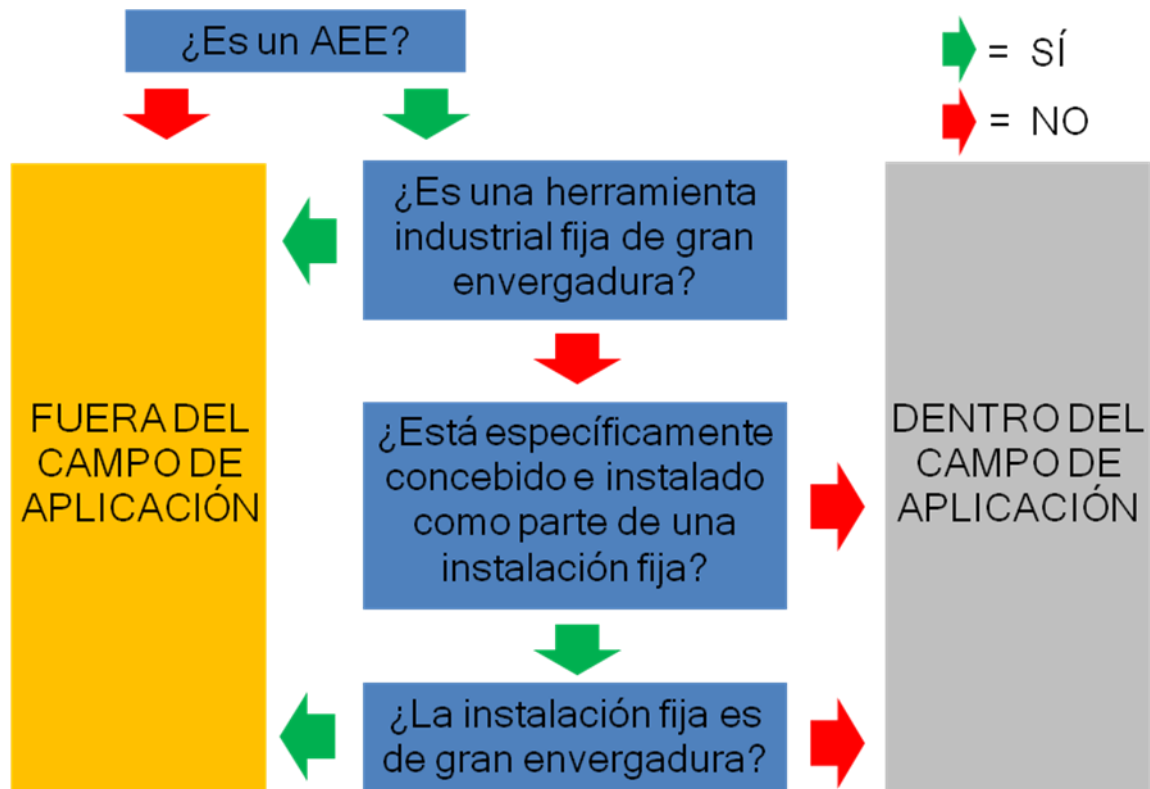 ¿Es un AEE?
= SÍ
= NO
¿Es una herramienta
industrial fija de gran
envergadura?
FUERA DEL
CAMPO DE
APLICACIÓN
¿Está específicamente
concebido e instalado
como parte de una
instalación fija?
DENTRO DEL
CAMPO DE
APLICACIÓN
¿La instalación fija es
de gran envergadura?